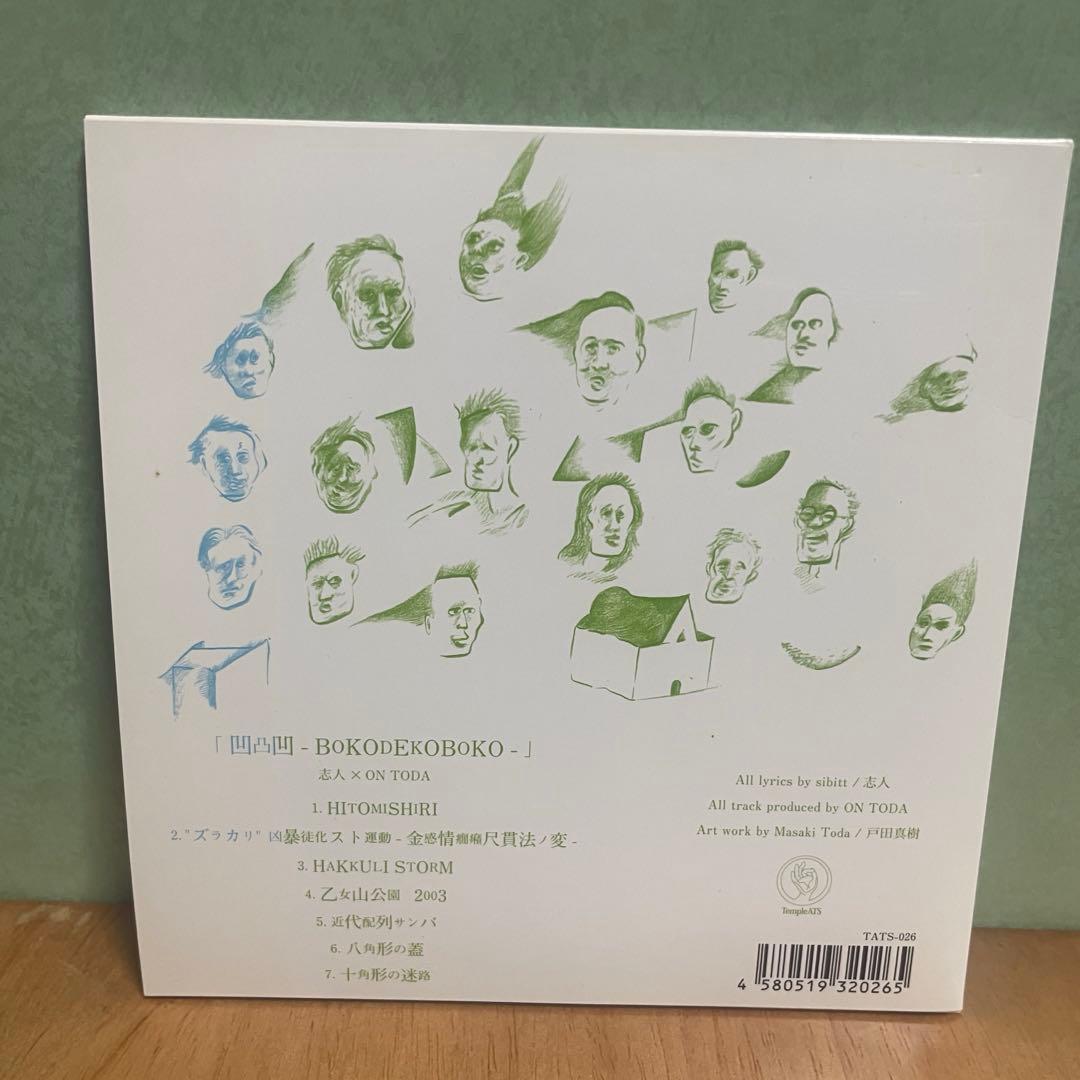 「凹凸凹 - BOKODEKOBOKO - 」
志人 × ON TODA
1. HITOMISHIRI
2."ズラカリ" 凶暴徒化スト運動 - 金感情癇癪尺貫法ノ変 -
3. HAKKULI STORM
4. 乙女山公園 2003
5. 近代配列サンバ
6. 八角形の蓋
7. 十角形の迷路
All lyrics by sibitt / 志人
All track produced by ON TODA
Art work by Masaki Toda / 戸田真樹
TempleATS
TATS-026
4 580519 320265